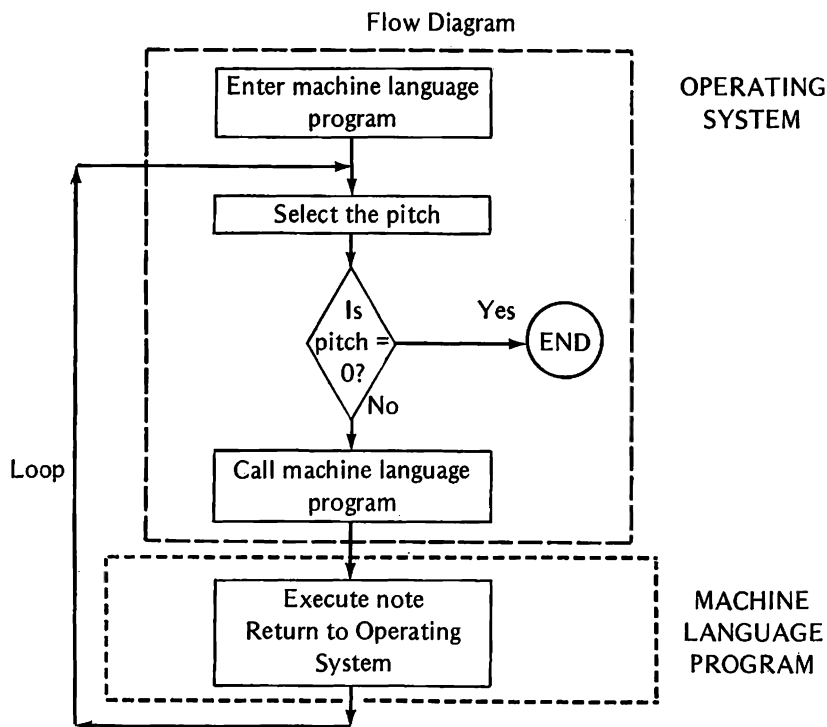 Flow Diagram
Enter machine language
program
OPERATING
SYSTEM
Select the pitch
Is
pitch =
0?
Yes
END
No
Loop
Call machine language
program
Execute note
Return to Operating
System
MACHINE
LANGUAGE
PROGRAM